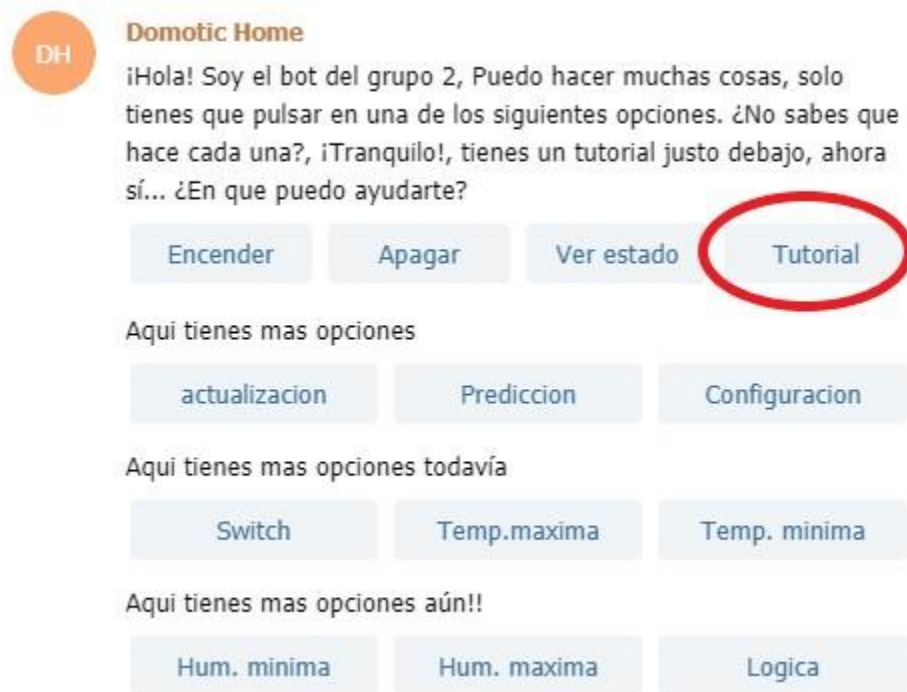 DH
Domotic Home
¡Hola! Soy el bot del grupo 2, Puedo hacer muchas cosas, solo
tienes que pulsar en una de los siguientes opciones. ¿No sabes que
hace cada una?, ¡Tranquilo!, tienes un tutorial justo debajo, ahora
sí... ¿En que puedo ayudarte?
Encender Apagar Ver estado Tutorial
Aqui tienes mas opciones
actualizacion Prediccion Configuracion
Aqui tienes mas opciones todavía
Switch Temp.maxima Temp. minima
Aqui tienes mas opciones aún!!
Hum. minima Hum. maxima Logica